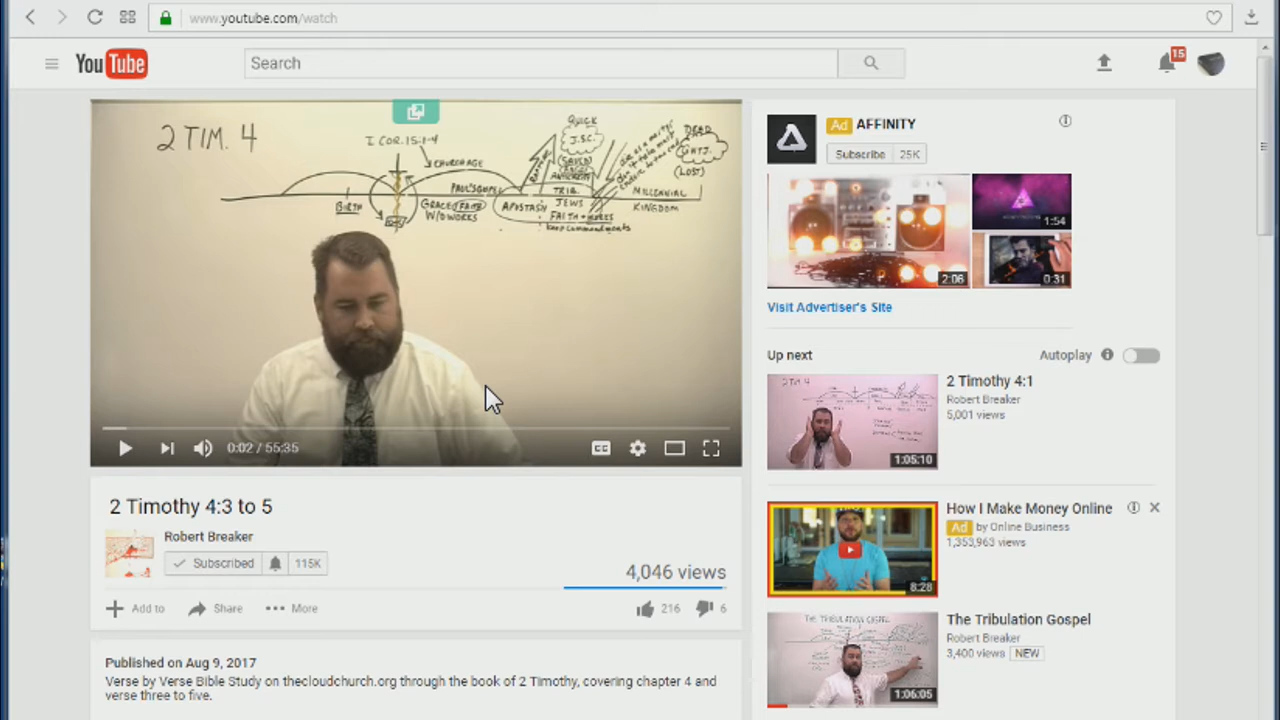 www.youtube.com/watch
YouTube
Search
15
2 TIM. 4
I COR. 15:1-4
CHURCH AGE
BIRTH
PAUL'S GOSPEL
GRACE FAITH
W/O WORKS
APOSTASY
QUICK
J.S.C.
(SAVED)
TRIB.
JEWS
FAITH + WORKS
keep commandments
DEAD
(LOST)
MILLENNIAL
KINGDOM
0:02 / 55:35
CC
2 Timothy 4:3 to 5
Robert Breaker
Subscribed 115K
4,046 views
Add to Share More 216 6
Published on Aug 9, 2017
Verse by Verse Bible Study on thecloudchurch.org through the book of 2 Timothy, covering chapter 4 and
verse three to five.
Ad AFFINITY
Subscribe 25K
2:06
1:54
0:31
Visit Advertiser's Site
Up next Autoplay
2 TIM 4
1:05:10
2 Timothy 4:1
Robert Breaker
5,001 views
8:28
How I Make Money Online
Ad by Online Business
1,353,963 views
THE TRIBULATION GOSPEL
1:06:05
The Tribulation Gospel
Robert Breaker
3,400 views NEW